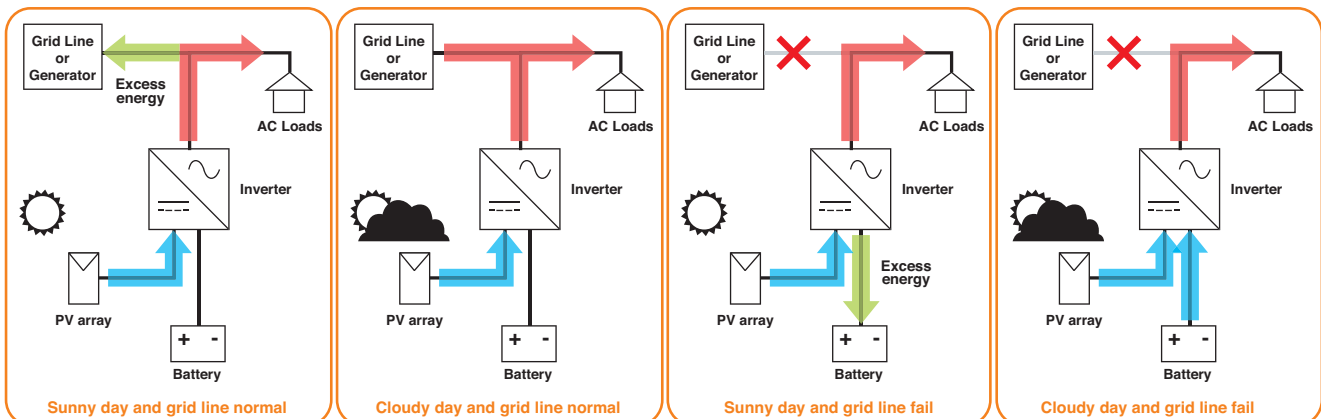 Grid Line
or
Generator
Excess
energy
AC Loads
Inverter
PV array
+ -
Battery
Sunny day and grid line normal
Grid Line
or
Generator
AC Loads
Inverter
PV array
+ -
Battery
Cloudy day and grid line normal
Grid Line
or
Generator
AC Loads
Inverter
Excess
energy
PV array
+ -
Battery
Sunny day and grid line fail
Grid Line
or
Generator
AC Loads
Inverter
PV array
+ -
Battery
Cloudy day and grid line fail